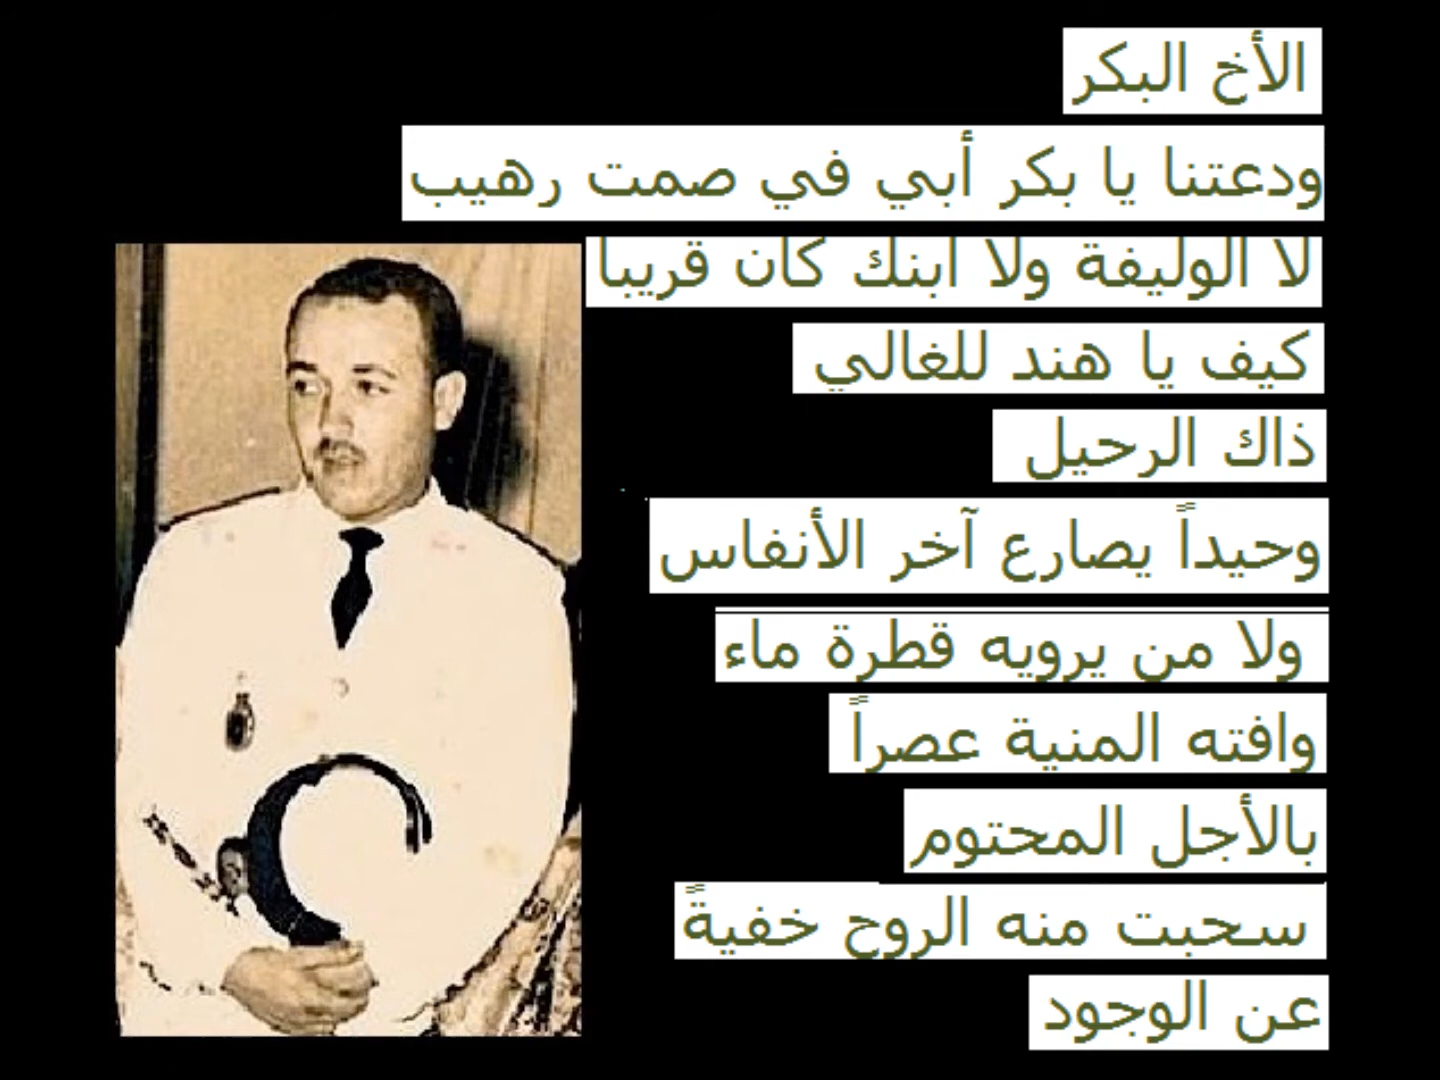 الأخ البكر
ودعتنا يا بكر أبي في صمت رهيب
لا الوليفة ولا ابنك كان قريبا
كيف يا هند للغالي
ذاك الرحيل
وحيداً يصارع آخر الأنفاس
ولا من يرويه قطرة ماء
وافته المنية عصراً
بالأجل المحتوم
سحبت منه الروح خفيةً
عن الوجود